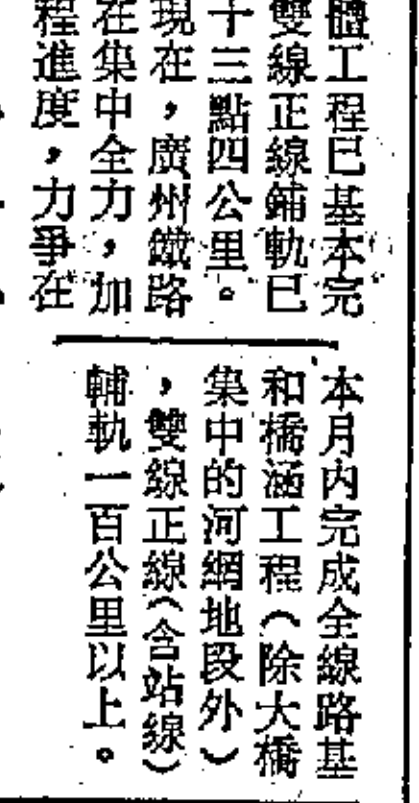 體工程已基本完
雙線正線鋪軌已
十三點四公里。
現在，廣州鐵路
在集中全力，加
程進度，力爭在
本月內完成全線路基
和橋涵工程（除大橋
集中的河網地段外）
，雙線正線（含站線）
輔軌一百公里以上。